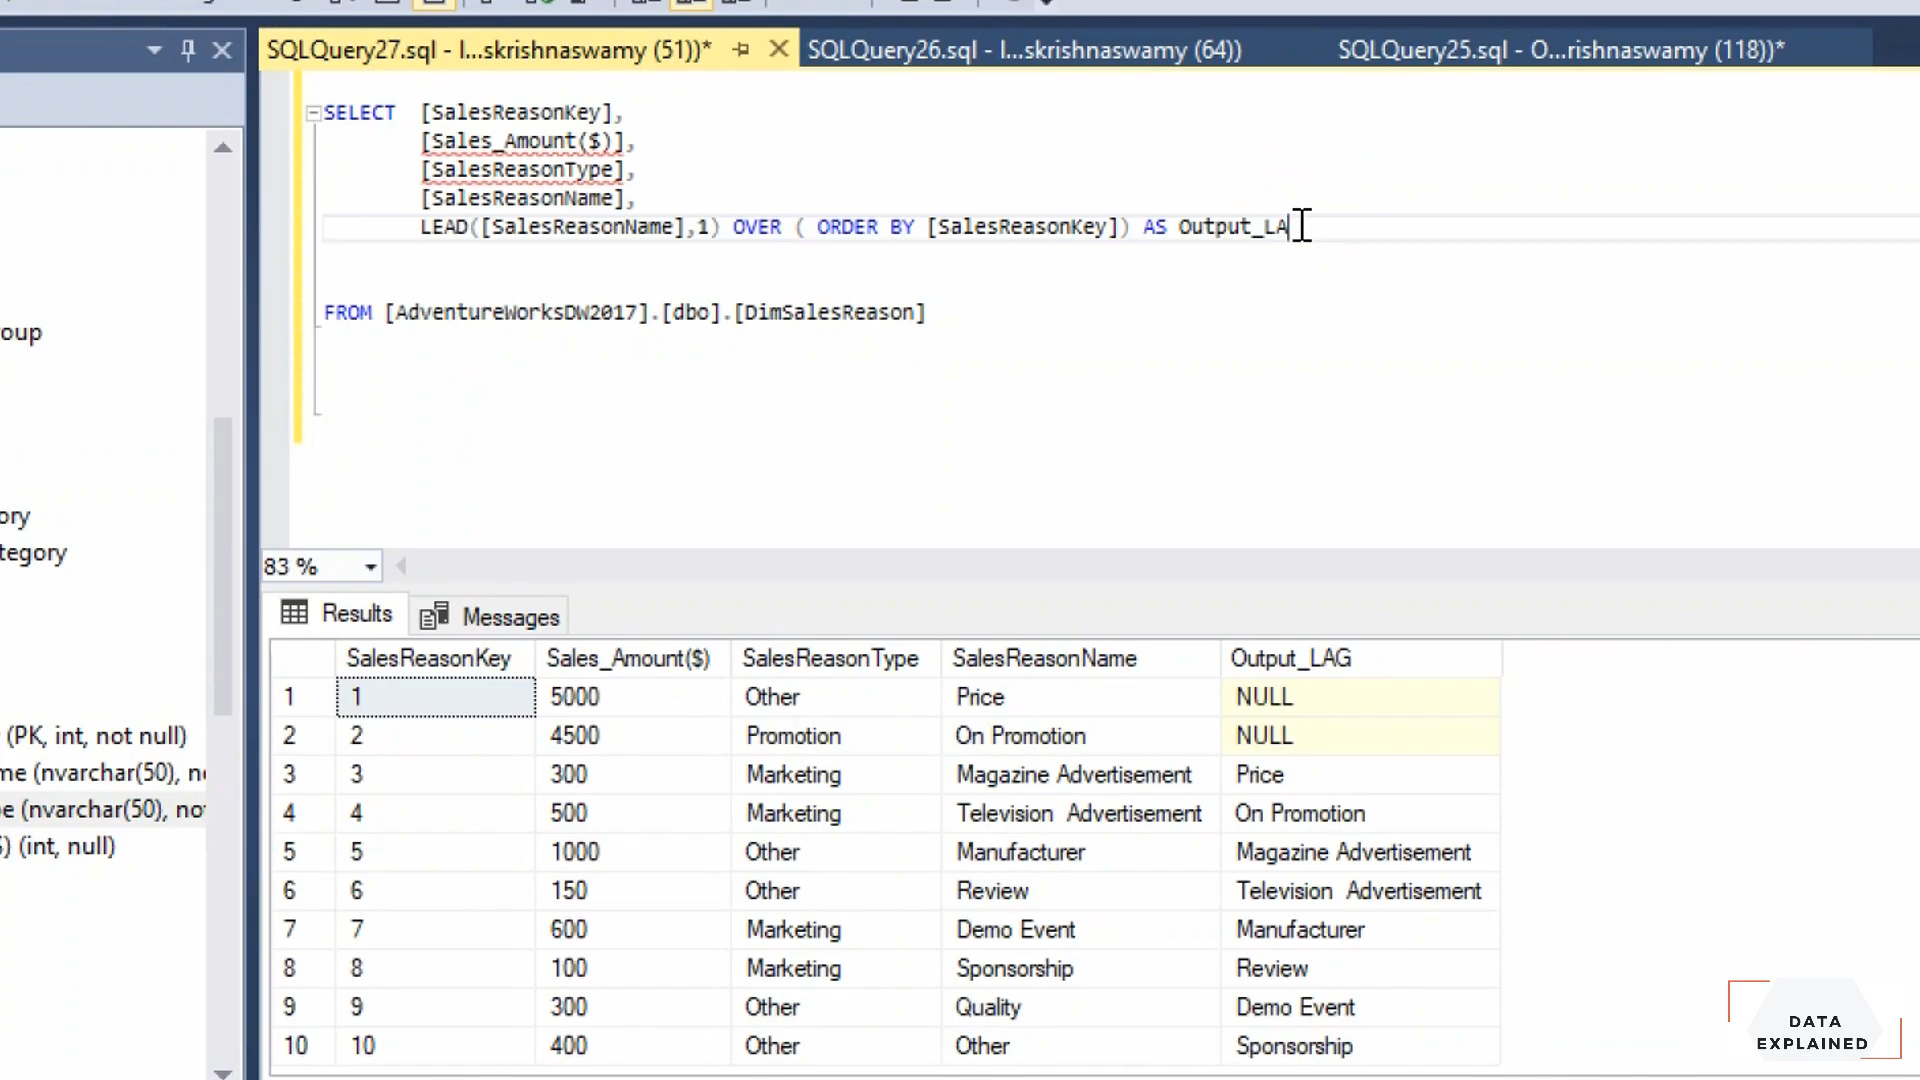 SQLQuery27.sql - I...skrishnaswamy (51))*
SQLQuery26.sql - I...skrishnaswamy (64))
SQLQuery25.sql - O...rishnaswamy (118))*
SELECT [SalesReasonKey],
[Sales_Amount($)],
[SalesReasonType],
[SalesReasonName],
LEAD([SalesReasonName],1) OVER ( ORDER BY [SalesReasonKey]) AS Output_LA
FROM [AdventureWorksDW2017].[dbo].[DimSalesReason]
oup
ory
tegory
(PK, int, not null)
me (nvarchar(50), no
pe (nvarchar(50), not
) (int, null)
83 %
Results Messages
SalesReasonKey Sales_Amount($) SalesReasonType SalesReasonName Output_LAG
1 1 5000 Other Price NULL
2 2 4500 Promotion On Promotion NULL
3 3 300 Marketing Magazine Advertisement Price
4 4 500 Marketing Television Advertisement On Promotion
5 5 1000 Other Manufacturer Magazine Advertisement
6 6 150 Other Review Television Advertisement
7 7 600 Marketing Demo Event Manufacturer
8 8 100 Marketing Sponsorship Review
9 9 300 Other Quality Demo Event
10 10 400 Other Other Sponsorship
DATA
EXPLAINED